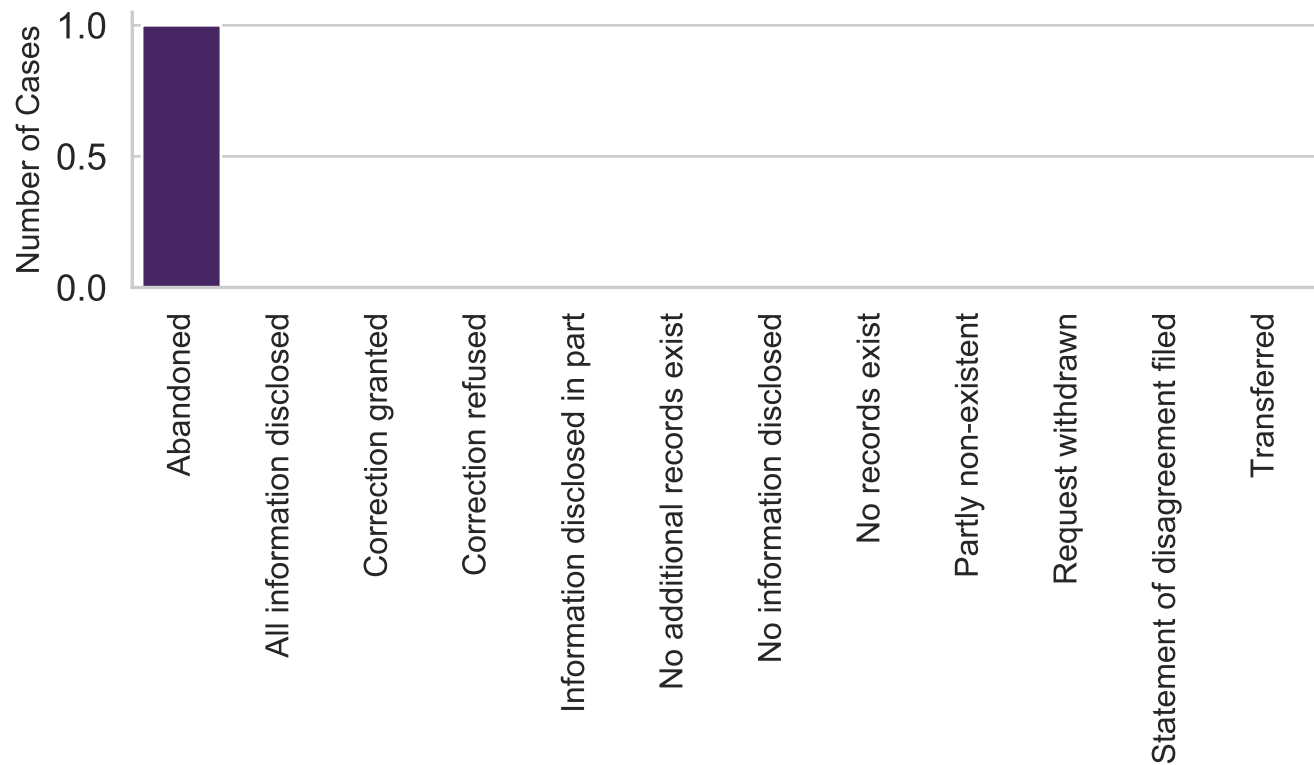 Number of Cases
1.0
0.5
0.0
Abandoned
All information disclosed
Correction granted
Correction refused
Information disclosed in part
No additional records exist
No information disclosed
No records exist
Partly non-existent
Request withdrawn
Statement of disagreement filed
Transferred